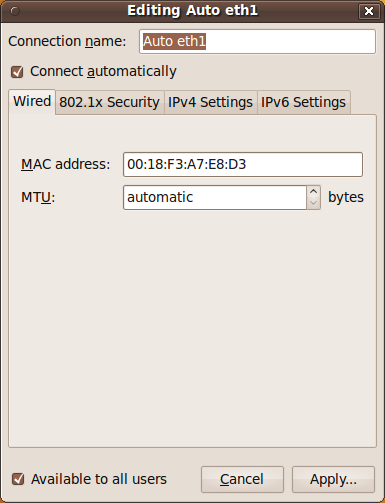 Editing Auto eth1
Connection name: Auto eth1
Connect automatically
Wired 802.1x Security IPv4 Settings IPv6 Settings
MAC address: 00:18:F3:A7:E8:D3
MTU: automatic bytes
Available to all users Cancel Apply...